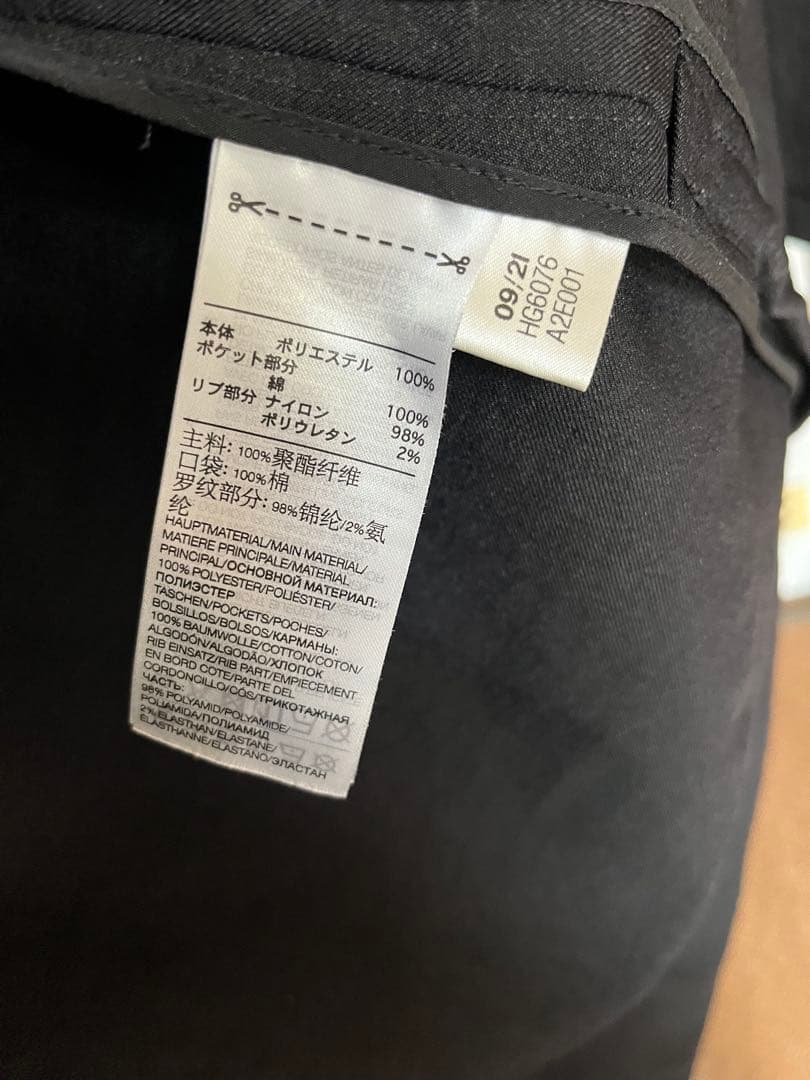 09/21
HG6076
A2E001
本体 ポリエステル 100%
ポケット部分
綿 100%
リブ部分 ナイロン 98%
ポリウレタン 2%
主料: 100%聚酯纤维
口袋: 100%棉
罗纹部分: 98%锦纶/2%氨
纶
HAUPTMATERIAL/MAIN MATERIAL/
MATIERE PRINCIPALE/MATERIAL
PRINCIPAL/ОСНОВНОЙ МАТЕРИАЛ:
100% POLYESTER/POLIÉSTER/
ПОЛИЭСТЕР
TASCHEN/POCKETS/POCHES/
BOLSILLOS/BOLSOS/КАРМАНЫ:
100% BAUMWOLLE/COTTON/COTON/
ALGODÓN/ALGODÃO/ХЛОПОК
RIB EINSATZ/RIB PART/EMPIECEMENT
EN BORD COTE/PARTE DEL
CORDONCILLO/CÓS/ТРИКОТАЖНАЯ
ЧАСТЬ:
98% POLYAMID/POLYAMIDE/
POLIAMIDA/ПОЛИАМИД
2% ELASTHAN/ELASTANE/
ELASTHANNE/ELASTANO/ЭЛАСТАН